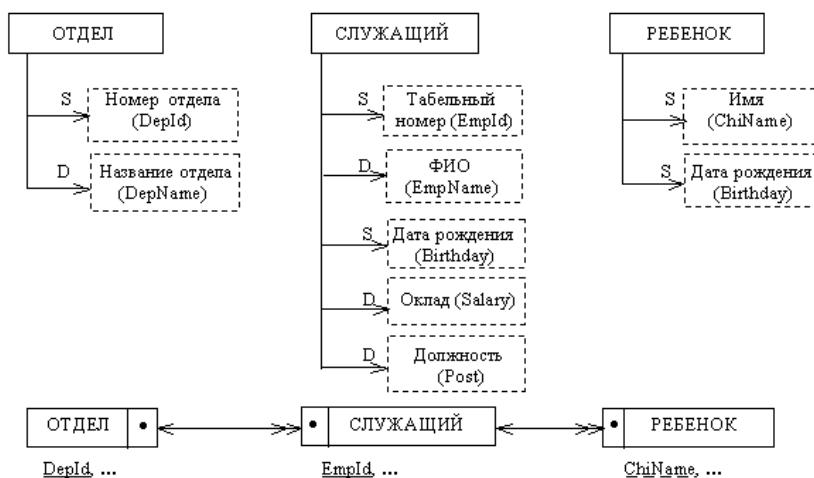 ОТДЕЛ
S
Номер отдела
(DepId)
D
Название отдела
(DepName)
СЛУЖАЩИЙ
S
Табельный
номер (EmpId)
D
ФИО
(EmpName)
S
Дата рождения
(Birthday)
D
Оклад (Salary)
D
Должность
(Post)
РЕБЕНОК
S
Имя
(ChiName)
S
Дата рождения
(Birthday)
ОТДЕЛ
СЛУЖАЩИЙ
РЕБЕНОК
DepId, ...
EmpId, ...
ChiName, ...